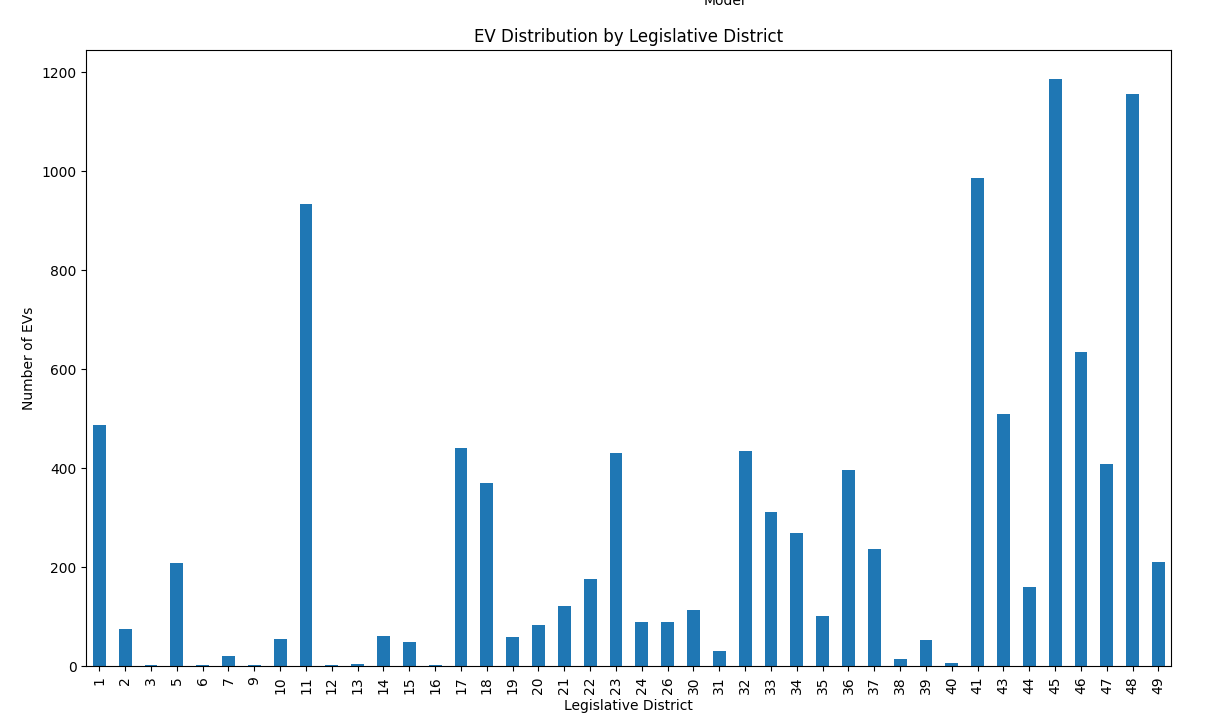 Model
EV Distribution by Legislative District
Number of EVs
1200
1000
800
600
400
200
0
1 2 3 5 6 7 9 10 11 12 13 14 15 16 17 18 19 20 21 22 23 24 26 30 31 32 33 34 35 36 37 38 39 40 41 43 44 45 46 47 48 49
Legislative District